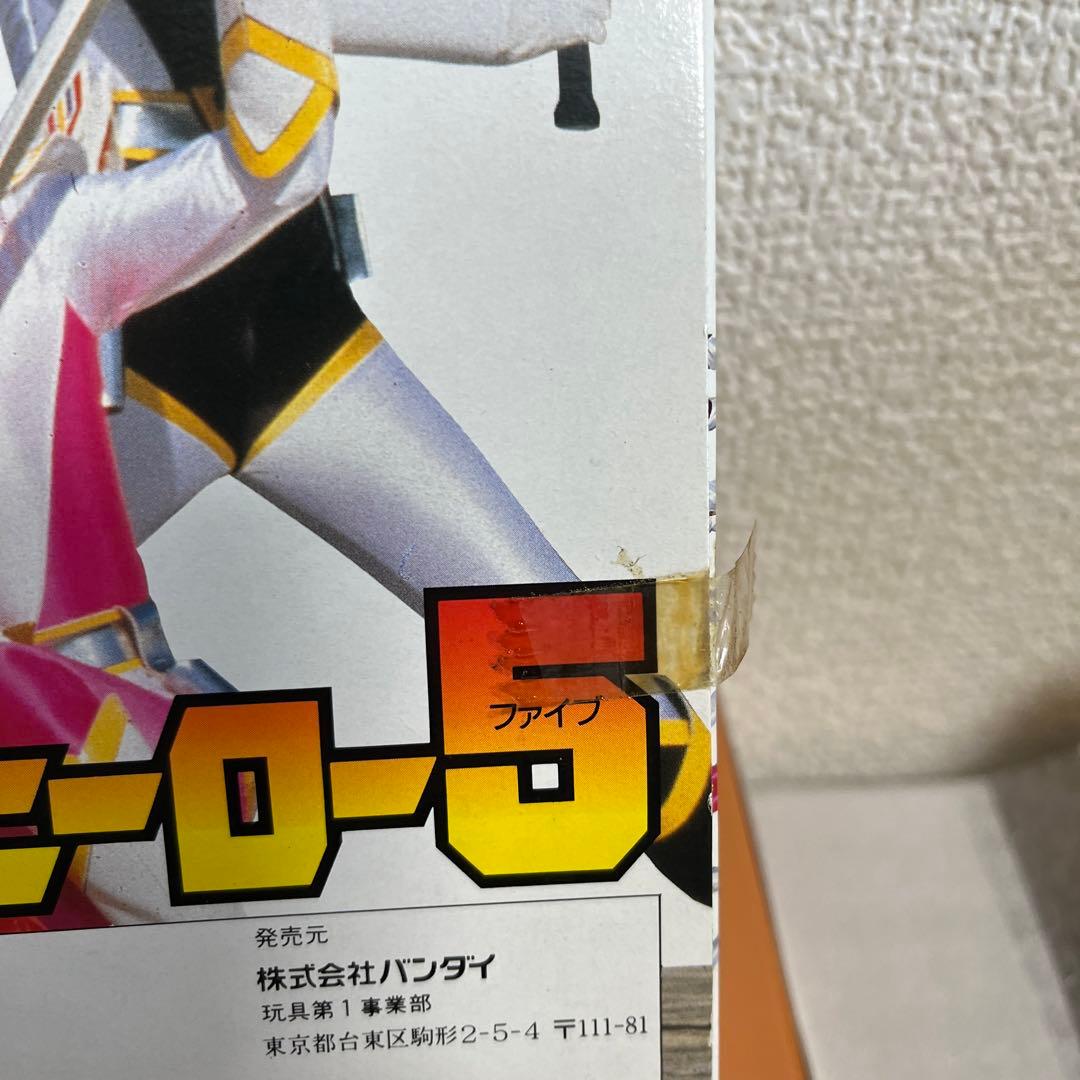 ヒーロー5
ファイブ
発売元
株式会社バンダイ
玩具第1事業部
東京都台東区駒形2-5-4 〒111-81